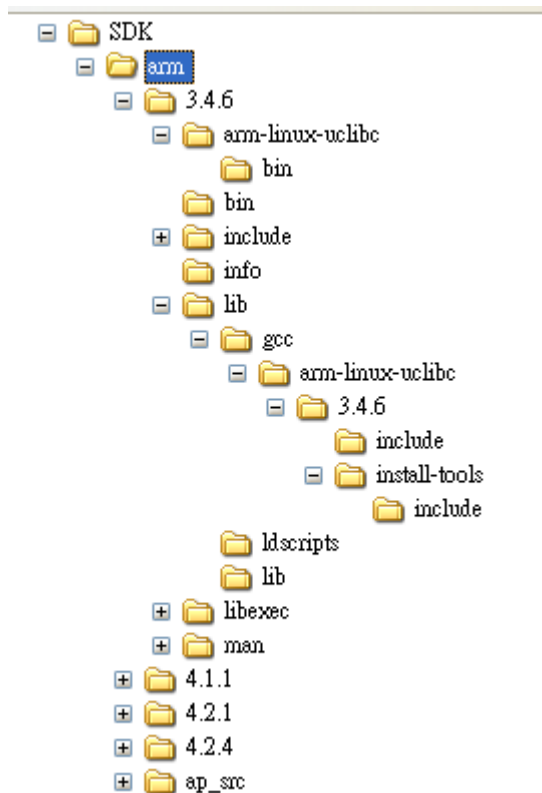 SDK
arm
3.4.6
arm-linux-uclibc
bin
bin
include
info
lib
gcc
arm-linux-uclibc
3.4.6
include
install-tools
include
ldscripts
lib
libexec
man
4.1.1
4.2.1
4.2.4
ap_src